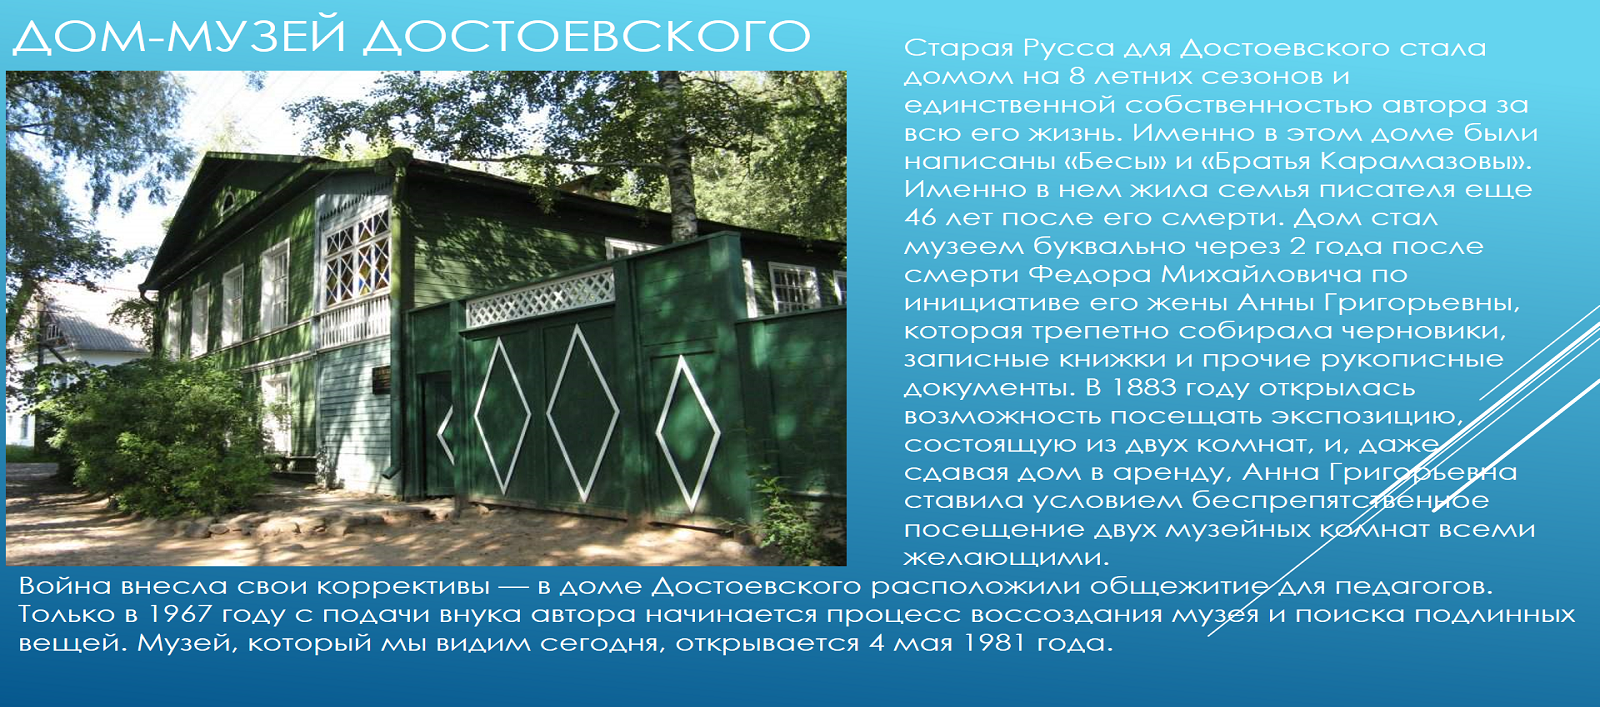 ДОМ-МУЗЕЙ ДОСТОЕВСКОГО
Старая Русса для Достоевского стала
домом на 8 летних сезонов и
единственной собственностью автора за
всю его жизнь. Именно в этом доме были
написаны «Бесы» и «Братья Карамазовы».
Именно в нем жила семья писателя еще
46 лет после его смерти. Дом стал
музеем буквально через 2 года после
смерти Федора Михайловича по
инициативе его жены Анны Григорьевны,
которая трепетно собирала черновики,
записные книжки и прочие рукописные
документы. В 1883 году открылась
возможность посещать экспозицию,
состоящую из двух комнат, и, даже
сдавая дом в аренду, Анна Григорьевна
ставила условием беспрепятственное
посещение двух музейных комнат всеми
желающими.
Война внесла свои коррективы — в доме Достоевского расположили общежитие для педагогов.
Только в 1967 году с подачи внука автора начинается процесс воссоздания музея и поиска подлинных
вещей. Музей, который мы видим сегодня, открывается 4 мая 1981 года.